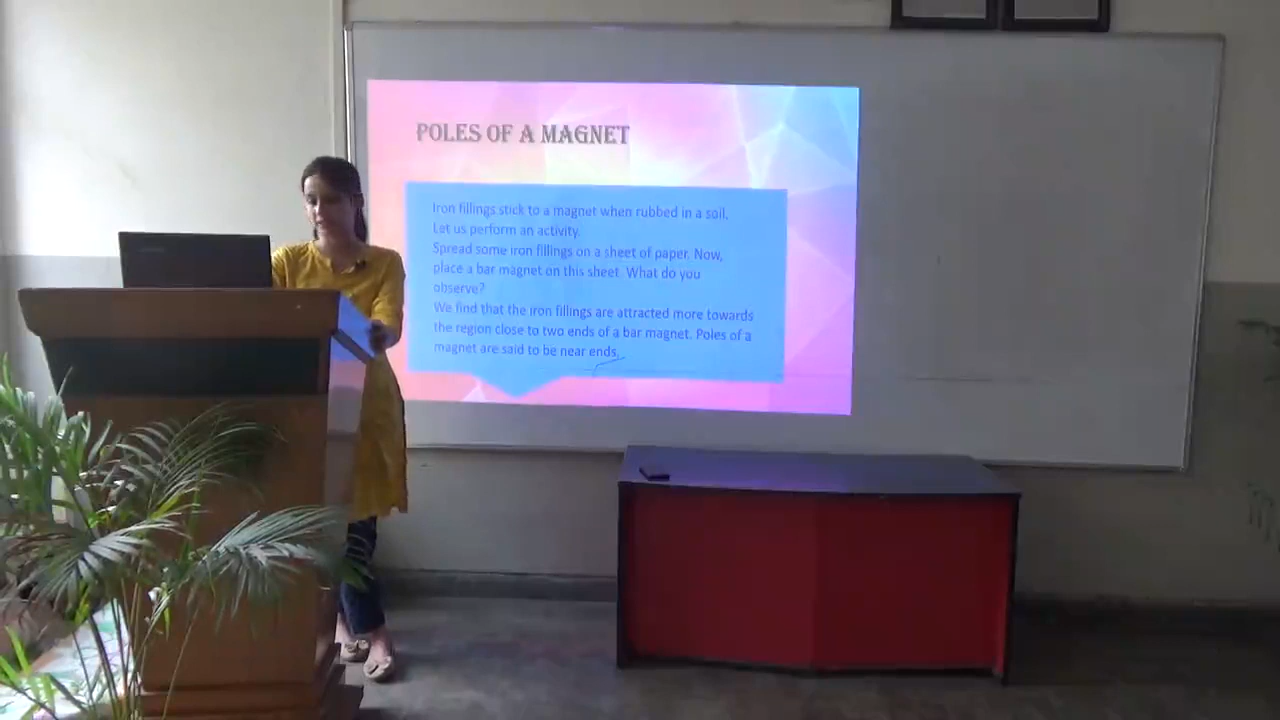 POLES OF A MAGNET
Iron fillings stick to a magnet when rubbed in a soil.
Let us perform an activity.
Spread some iron fillings on a sheet of paper. Now,
place a bar magnet on this sheet. What do you
observe?
We find that the iron fillings are attracted more towards
the region close to two ends of a bar magnet. Poles of a
magnet are said to be near ends.